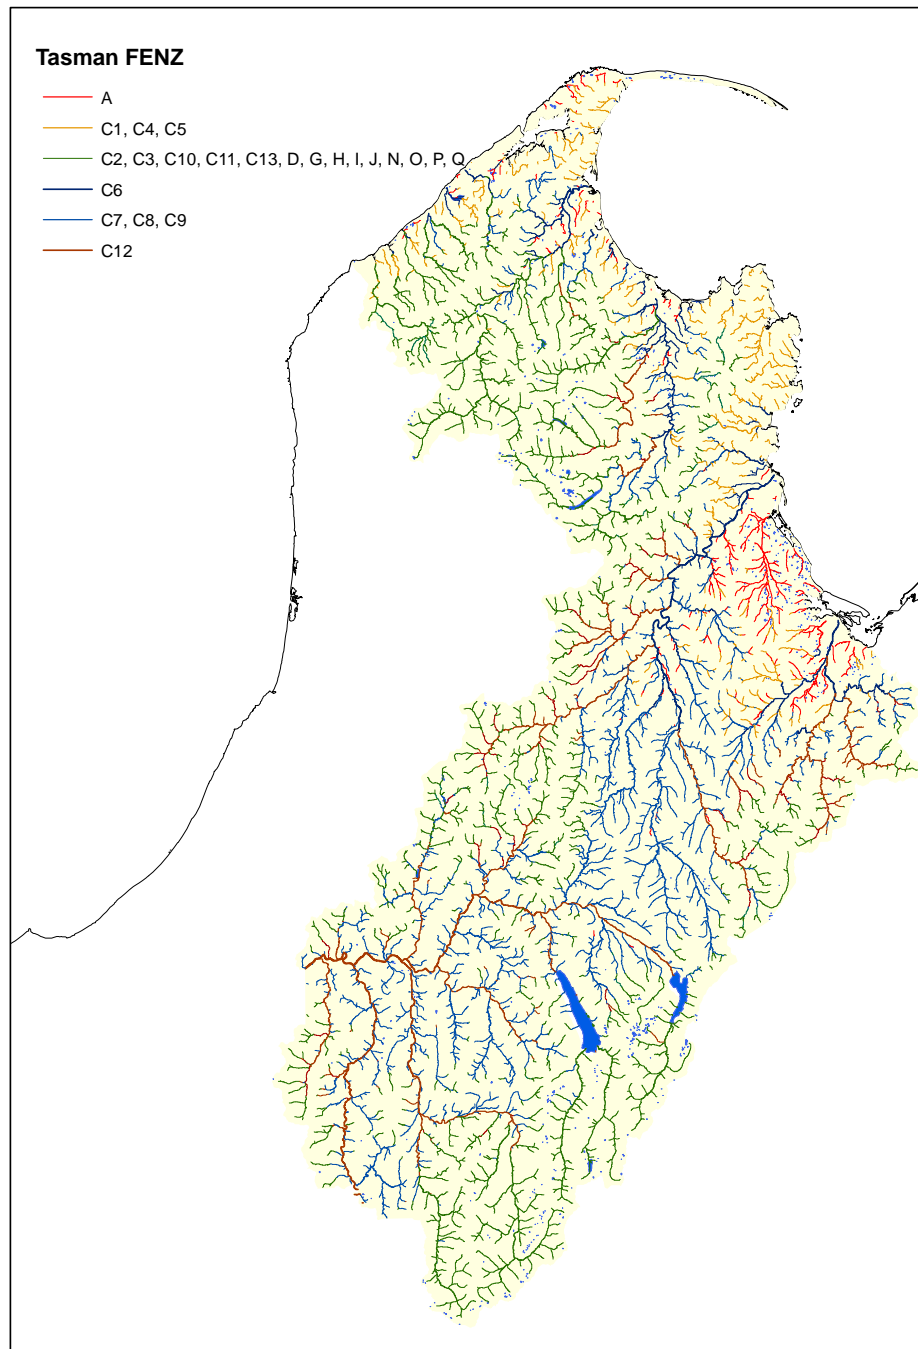 Tasman FENZ
A
C1, C4, C5
C2, C3, C10, C11, C13, D, G, H, I, J, N, O, P, Q
C6
C7, C8, C9
C12